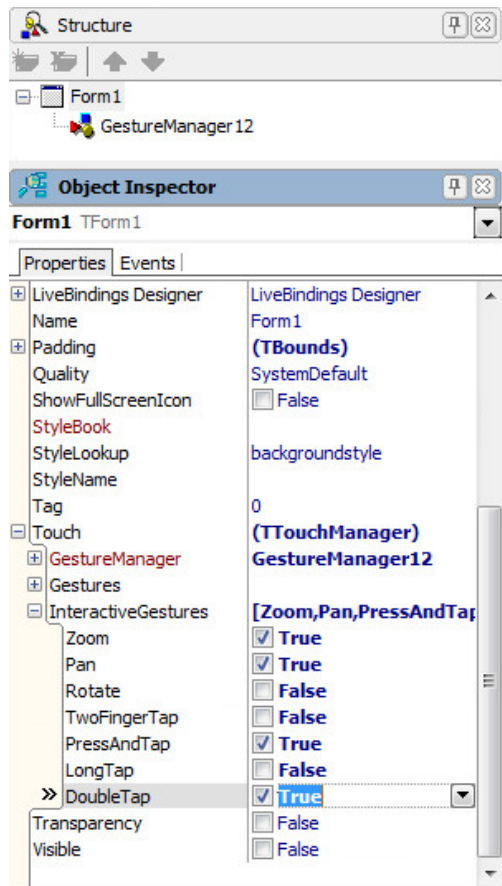 Structure
Form1
GestureManager12
Object Inspector
Form1 TForm1
Properties Events
LiveBindings Designer LiveBindings Designer
Name Form1
Padding (TBounds)
Quality SystemDefault
ShowFullScreenIcon False
StyleBook
StyleLookup backgroundstyle
StyleName
Tag 0
Touch (TTouchManager)
GestureManager GestureManager12
Gestures
InteractiveGestures [Zoom,Pan,PressAndTap
Zoom True
Pan True
Rotate False
TwoFingerTap False
PressAndTap True
LongTap False
DoubleTap True
Transparency False
Visible False